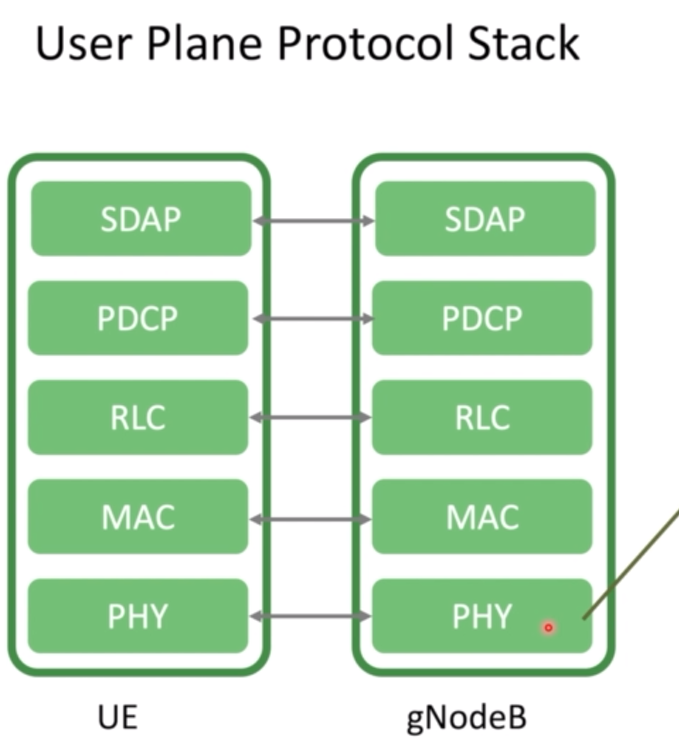 User Plane Protocol Stack
SDAP SDAP
PDCP PDCP
RLC RLC
MAC MAC
PHY PHY
UE gNodeB